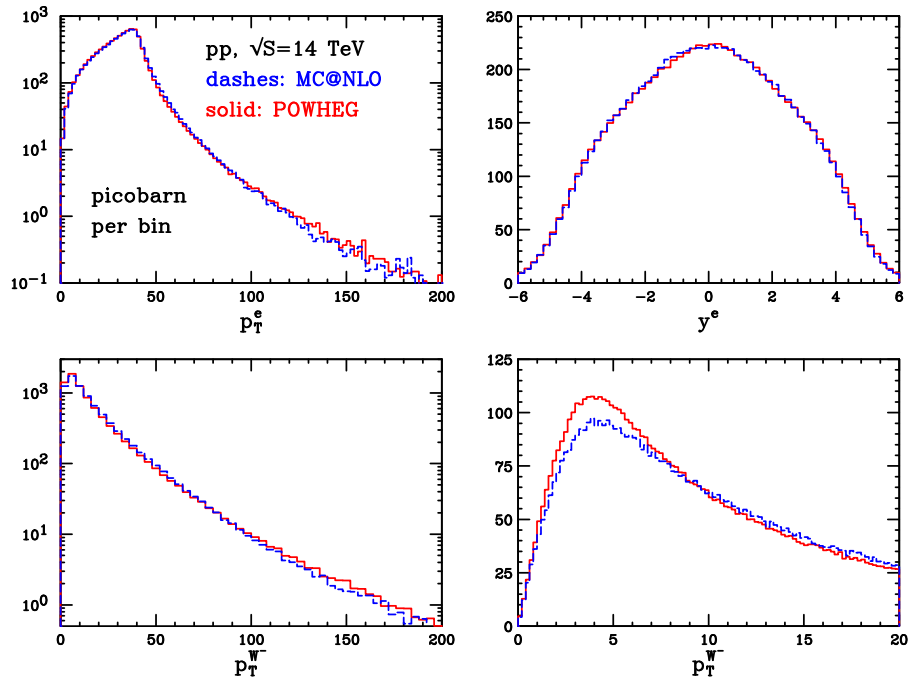 10³
10²
10¹
10⁰
10⁻¹
pp, √S=14 TeV
dashes: MC@NLO
solid: POWHEG
picobarn
per bin
0 50 100 150 200
p_T^e
250
200
150
100
50
0
−6 −4 −2 0 2 4 6
y^e
10³
10²
10¹
10⁰
0 50 100 150 200
p_T^{W−}
125
100
75
50
25
0
0 5 10 15 20
p_T^{W−}